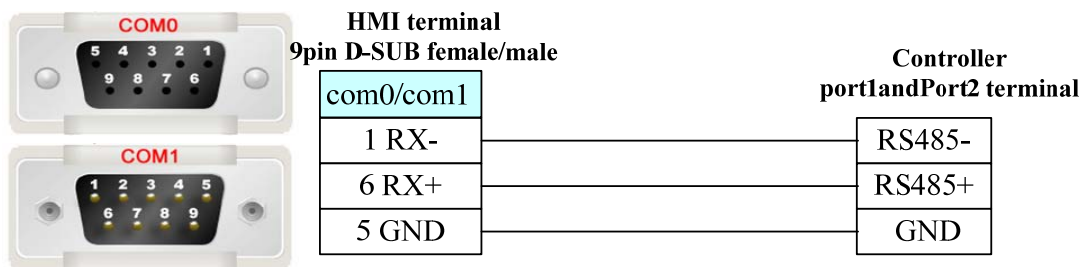 COM0
5 4 3 2 1
9 8 7 6
COM1
1 2 3 4 5
6 7 8 9
HMI terminal
9pin D-SUB female/male
com0/com1
1 RX-
6 RX+
5 GND
Controller
port1andPort2 terminal
RS485-
RS485+
GND